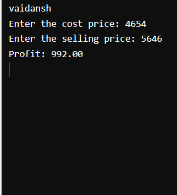 vaidansh
Enter the cost price: 4654
Enter the selling price: 5646
Profit: 992.00